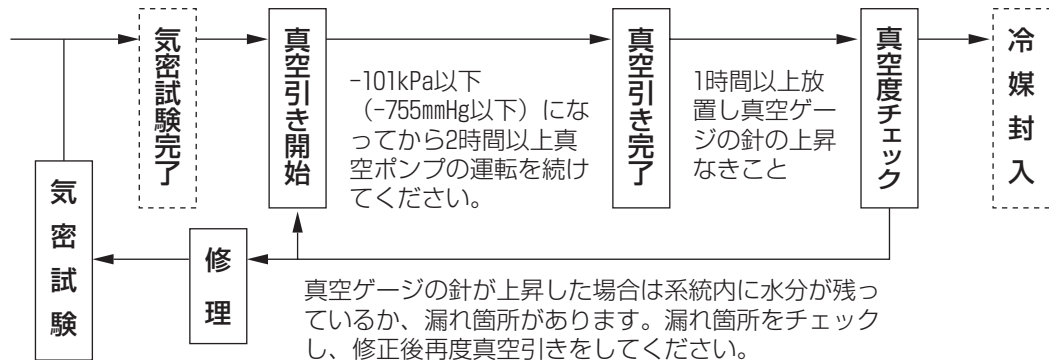 気密試験完了
真空引き開始
-101kPa以下
（-755mmHg以下）にな
ってから2時間以上真
空ポンプの運転を続け
てください。
真空引き完了
1時間以上放
置し真空ゲー
ジの針の上昇
なきこと
真空度チェック
冷媒封入
気密試験
修理
真空ゲージの針が上昇した場合は系統内に水分が残っ
ているか、漏れ箇所があります。漏れ箇所をチェック
し、修正後再度真空引きをしてください。